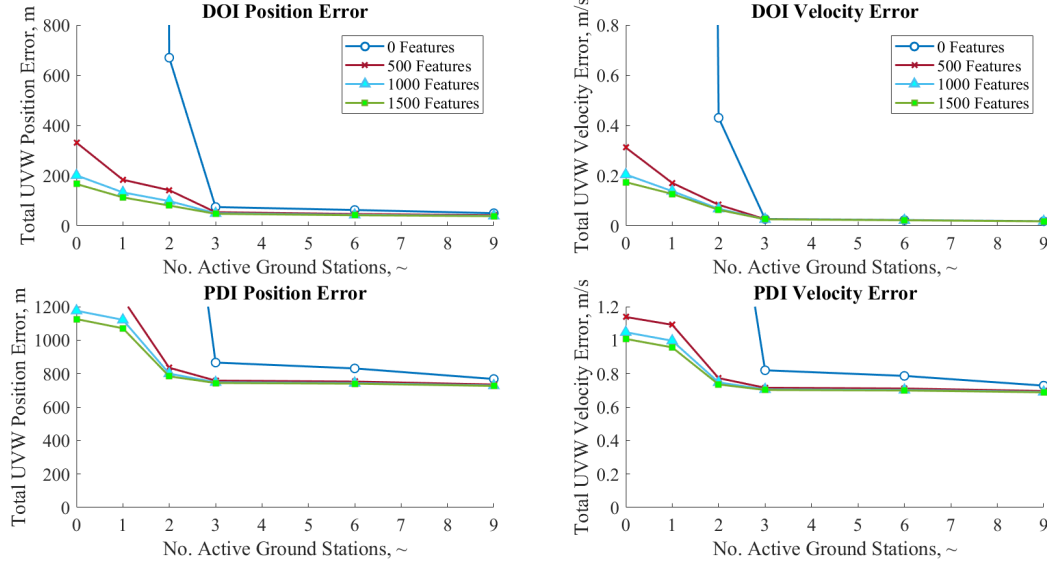 DOI Position Error
Total UVW Position Error, m
800
600
400
200
0
0 1 2 3 4 5 6 7 8 9
No. Active Ground Stations, ~
0 Features
500 Features
1000 Features
1500 Features
DOI Velocity Error
Total UVW Velocity Error, m/s
0.8
0.6
0.4
0.2
0
0 1 2 3 4 5 6 7 8 9
No. Active Ground Stations, ~
0 Features
500 Features
1000 Features
1500 Features
PDI Position Error
Total UVW Position Error, m
1200
1000
800
600
400
200
0
0 1 2 3 4 5 6 7 8 9
No. Active Ground Stations, ~
PDI Velocity Error
Total UVW Velocity Error, m/s
1.2
1
0.8
0.6
0.4
0.2
0
0 1 2 3 4 5 6 7 8 9
No. Active Ground Stations, ~